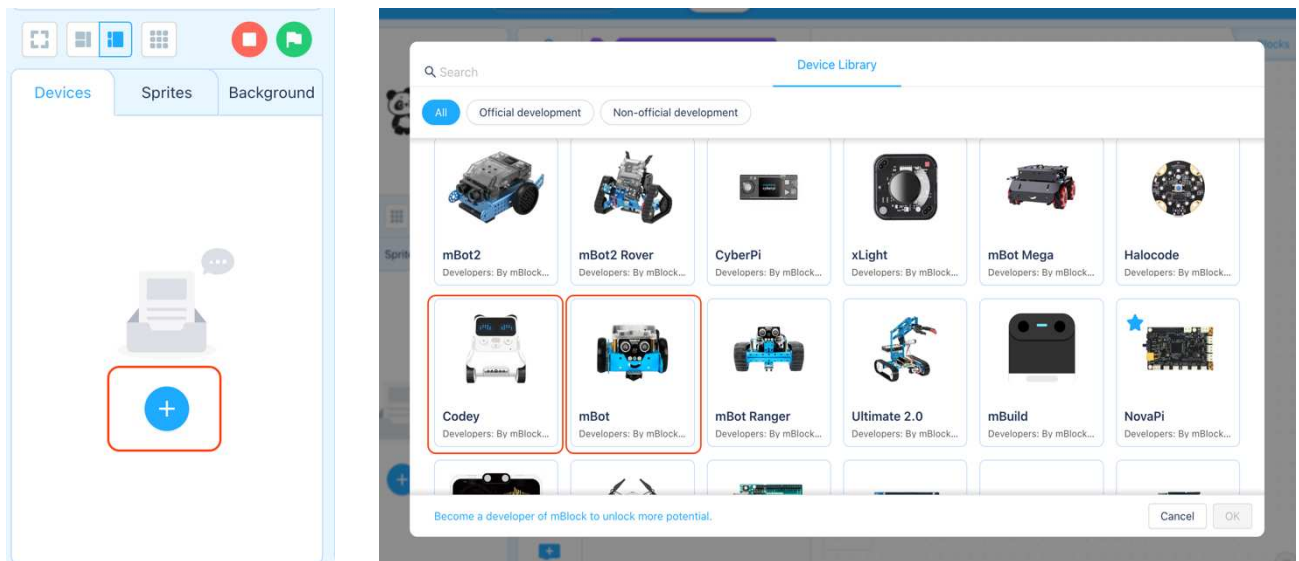 Devices Sprites Background
Search
Device Library
All Official development Non-official development
mBot2 mBot2 Rover CyberPi xLight mBot Mega Halocode
Developers: By mBlock... Developers: By mBlock... Developers: By mBlock... Developers: By mBlock... Developers: By mBlock... Developers: By mBlock...
Codey mBot mBot Ranger Ultimate 2.0 mBuild NovaPi
Developers: By mBlock... Developers: By mBlock... Developers: By mBlock... Developers: By mBlock... Developers: By mBlock... Developers: By mBlock...
Become a developer of mBlock to unlock more potential.
Cancel OK